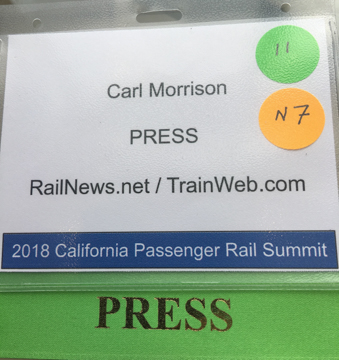 11
Carl Morrison
N7
PRESS
RailNews.net / TrainWeb.com
2018 California Passenger Rail Summit
PRESS